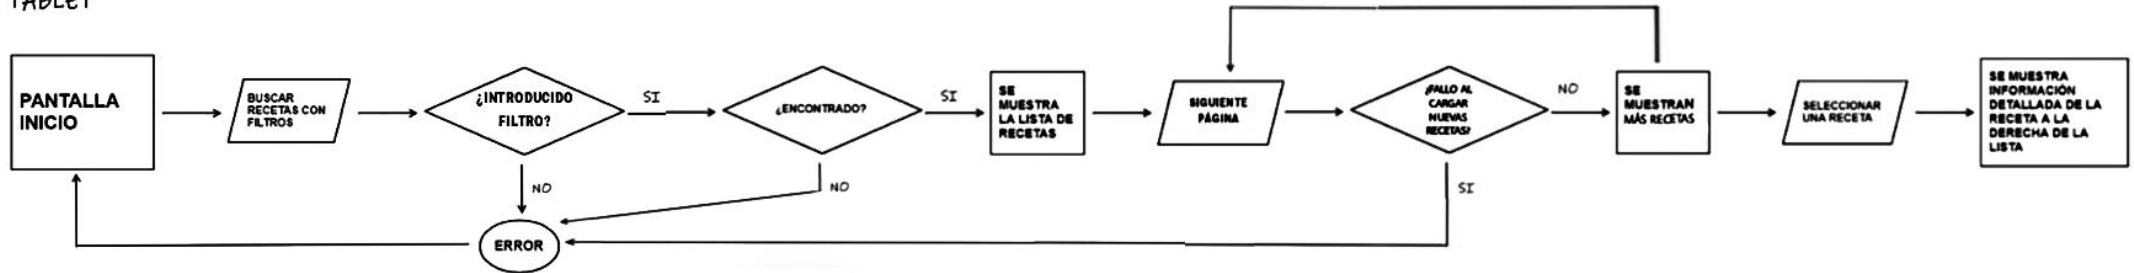 TABLET
PANTALLA
INICIO
BUSCAR
RECETAS CON
FILTROS
¿INTRODUCIDO
FILTRO?
SI
NO
¿ENCONTRADO?
SI
NO
SE
MUESTRA
LA LISTA DE
RECETAS
SIGUIENTE
PÁGINA
¿FALLO AL
CARGAR
NUEVAS
RECETAS?
NO
SI
SE
MUESTRAN
MÁS RECETAS
SELECCIONAR
UNA RECETA
SE MUESTRA
INFORMACIÓN
DETALLADA DE LA
RECETA A LA
DERECHA DE LA
LISTA
ERROR